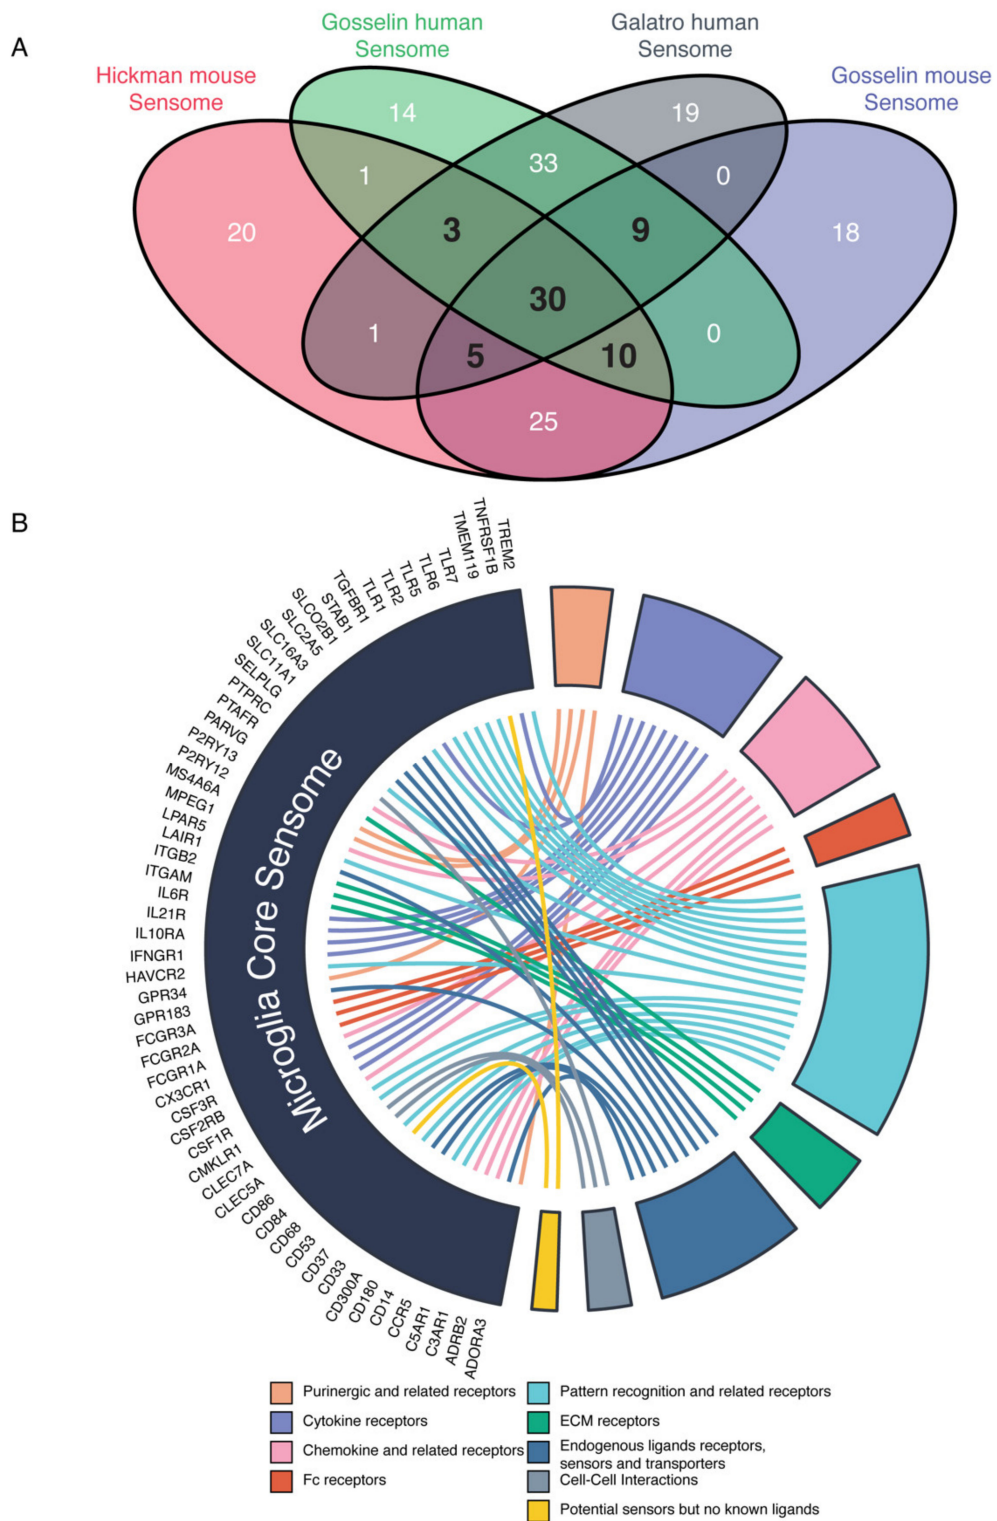 A
Hickman mouse
Sensome
Gosselin human
Sensome
Galatro human
Sensome
Gosselin mouse
Sensome
14
19
33
1
0
20
3
9
18
30
1
5
10
0
25
B
TREM2
TNFRSF1B
TMEM119
TLR7
TLR6
TLR5
TLR2
TLR1
TGFBR1
STAB1
SLCO2B1
SLC2A5
SLC16A3
SLC11A1
SELPLG
PTPRC
PTAFR
PARVG
P2RY13
P2RY12
MS4A6A
MPEG1
LPAR5
LAIR1
ITGB2
ITGAM
IL6R
IL21R
IL10RA
IFNGR1
HAVCR2
GPR34
GPR183
FCGR3A
FCGR2A
FCGR1A
CX3CR1
CSF3R
CSF2RB
CSF1R
CMKLR1
CLEC7A
CLEC5A
CD86
CD84
CD68
CD53
CD37
CD33
CD300A
CD180
CD14
CCR5
C5AR1
C3AR1
ADRB2
ADORA3
Microglia Core Sensome
Purinergic and related receptors
Cytokine receptors
Chemokine and related receptors
Fc receptors
Pattern recognition and related receptors
ECM receptors
Endogenous ligands receptors,
sensors and transporters
Cell-Cell Interactions
Potential sensors but no known ligands